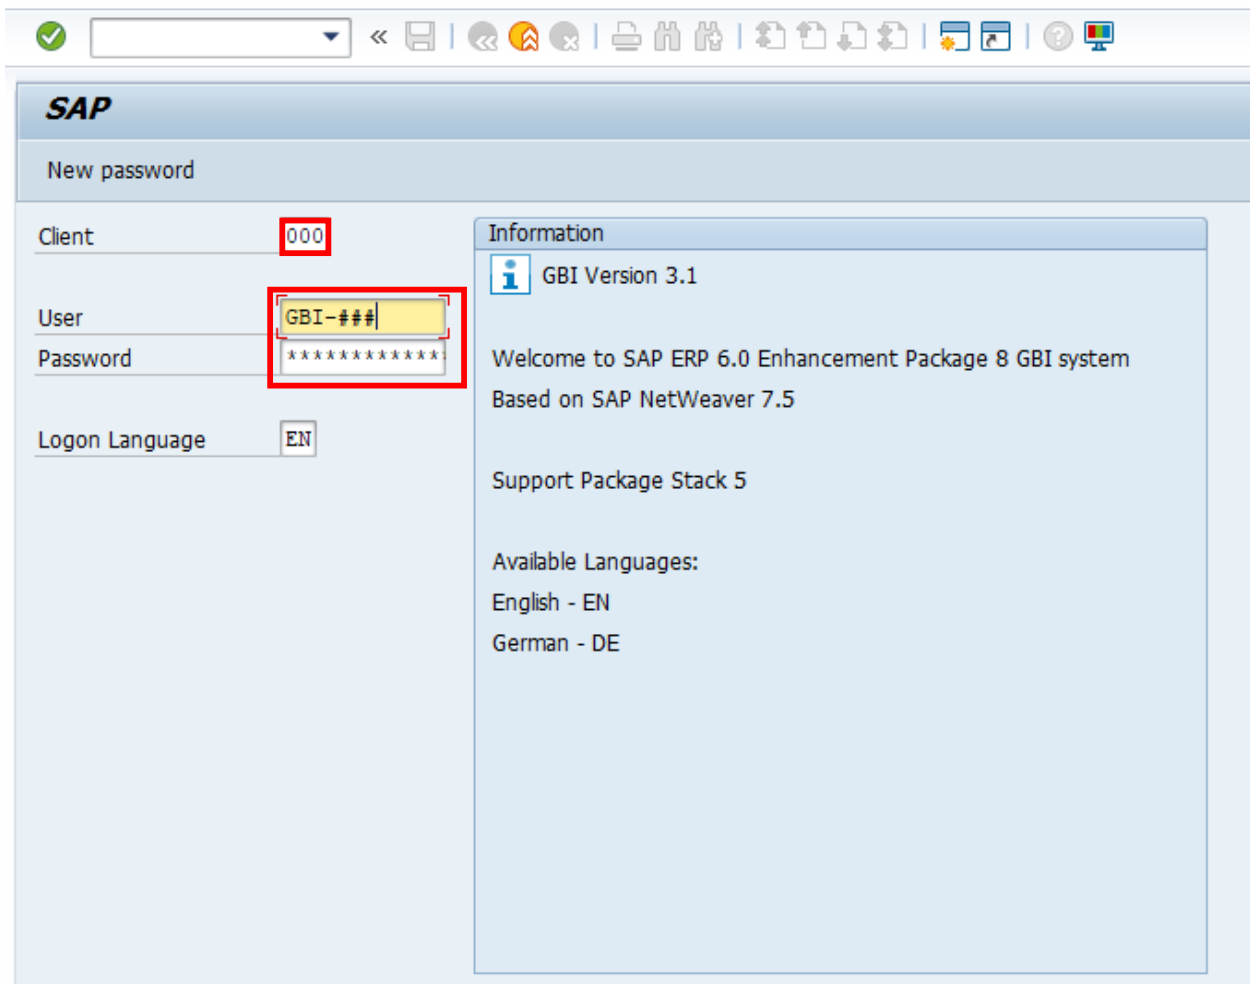 SAP
New password
Client 000
User GBI-###
Password ************
Logon Language EN
Information
GBI Version 3.1
Welcome to SAP ERP 6.0 Enhancement Package 8 GBI system
Based on SAP NetWeaver 7.5
Support Package Stack 5
Available Languages:
English - EN
German - DE